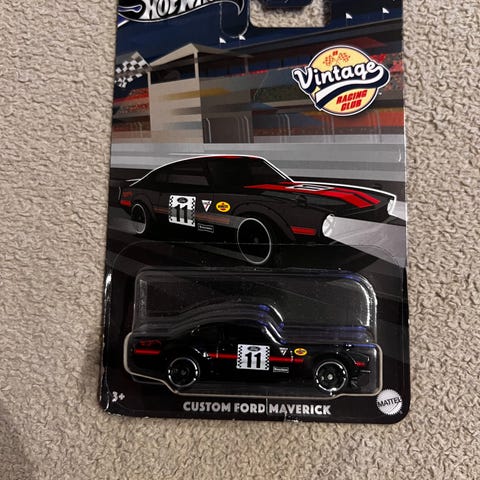 Vintage
RACING
CLUB
11
11
3+
CUSTOM FORD MAVERICK
MATTEL